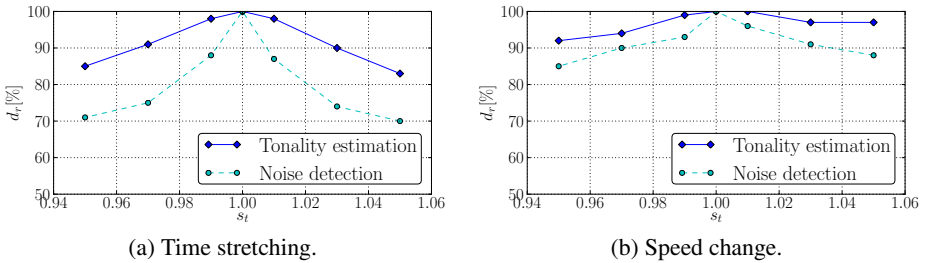 100
90
80
70
60
50
d_r[%]
Tonality estimation
Noise detection
0.94 0.96 0.98 1.00 1.02 1.04 1.06
s_t
(a) Time stretching.
100
90
80
70
60
50
d_r[%]
Tonality estimation
Noise detection
0.94 0.96 0.98 1.00 1.02 1.04 1.06
s_t
(b) Speed change.